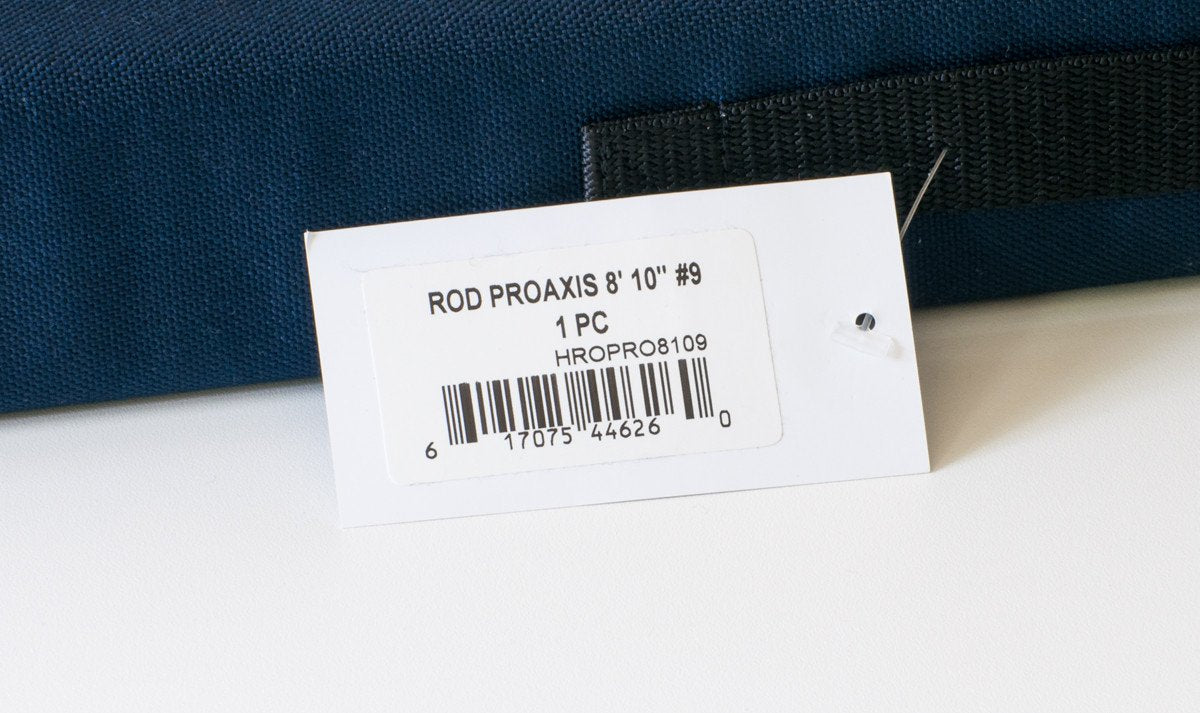 ROD PROAXIS 8' 10" #9
1 PC
HROPRO8109
6 17075 44626 0